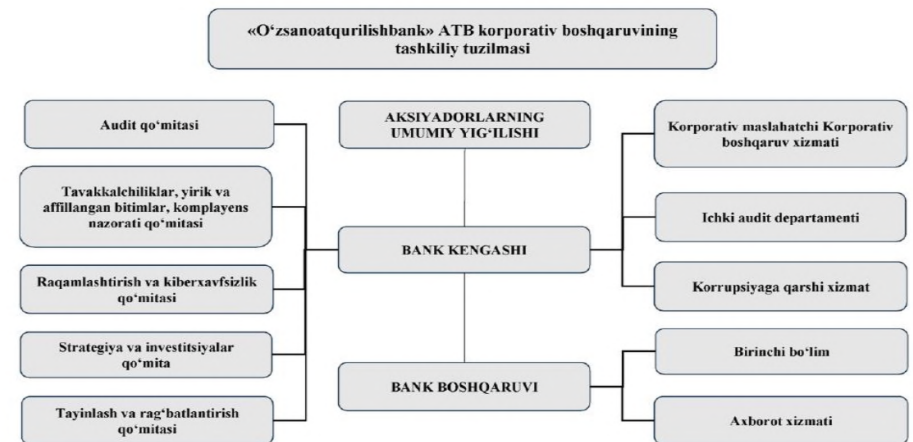 «O‘zsanoatqurilishbank» ATB korporativ boshqaruvining
tashkiliy tuzilmasi
Audit qo‘mitasi
Tavakkalchiliklar, yirik va
affillangan bitimlar, komplayens
nazorati qo‘mitasi
Raqamlashtirish va kiberxavfsizlik
qo‘mitasi
Strategiya va investitsiyalar
qo‘mita
Tayinlash va rag‘batlantirish
qo‘mitasi
AKSIYADORLARNING
UMUMIY YIG‘ILISHI
BANK KENGASHI
BANK BOSHQARUVI
Korporativ maslahatchi Korporativ
boshqaruv xizmati
Ichki audit departamenti
Korrupsiyaga qarshi xizmat
Birinchi bo‘lim
Axborot xizmati